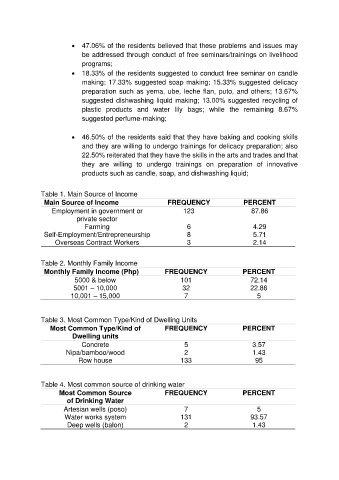 • 47.06% of the residents believed that these problems and issues may
be addressed through conduct of free seminars/trainings on livelihood
programs;
• 18.33% of the residents suggested to conduct free seminar on candle
making; 17.33% suggested soap making; 15.33% suggested delicacy
preparation such as yema, ube, leche flan, puto, and others; 13.67%
suggested dishwashing liquid making; 13.00% suggested recycling of
plastic products and water lily bags; while the remaining 8.67%
suggested perfume-making;
• 46.50% of the residents said that they have baking and cooking skills
and they are willing to undergo trainings for delicacy preparation; also
22.50% reiterated that they have the skills in the arts and trades and that
they are willing to undergo trainings on preparation of innovative
products such as candle, soap, and dishwashing liquid;
Table 1. Main Source of Income
Main Source of Income FREQUENCY PERCENT
Employment in government or 123 87.86
private sector
Farming 6 4.29
Self-Employment/Entrepreneurship 8 5.71
Overseas Contract Workers 3 2.14
Table 2. Monthly Family Income
Monthly Family Income (Php) FREQUENCY PERCENT
5000 & below 101 72.14
5001 – 10,000 32 22.86
10,001 – 15,000 7 5
Table 3. Most Common Type/Kind of Dwelling Units
Most Common Type/Kind of FREQUENCY PERCENT
Dwelling units
Concrete 5 3.57
Nipa/bamboo/wood 2 1.43
Row house 133 95
Table 4. Most common source of drinking water
Most Common Source FREQUENCY PERCENT
of Drinking Water
Artesian wells (poso) 7 5
Water works system 131 93.57
Deep wells (balon) 2 1.43